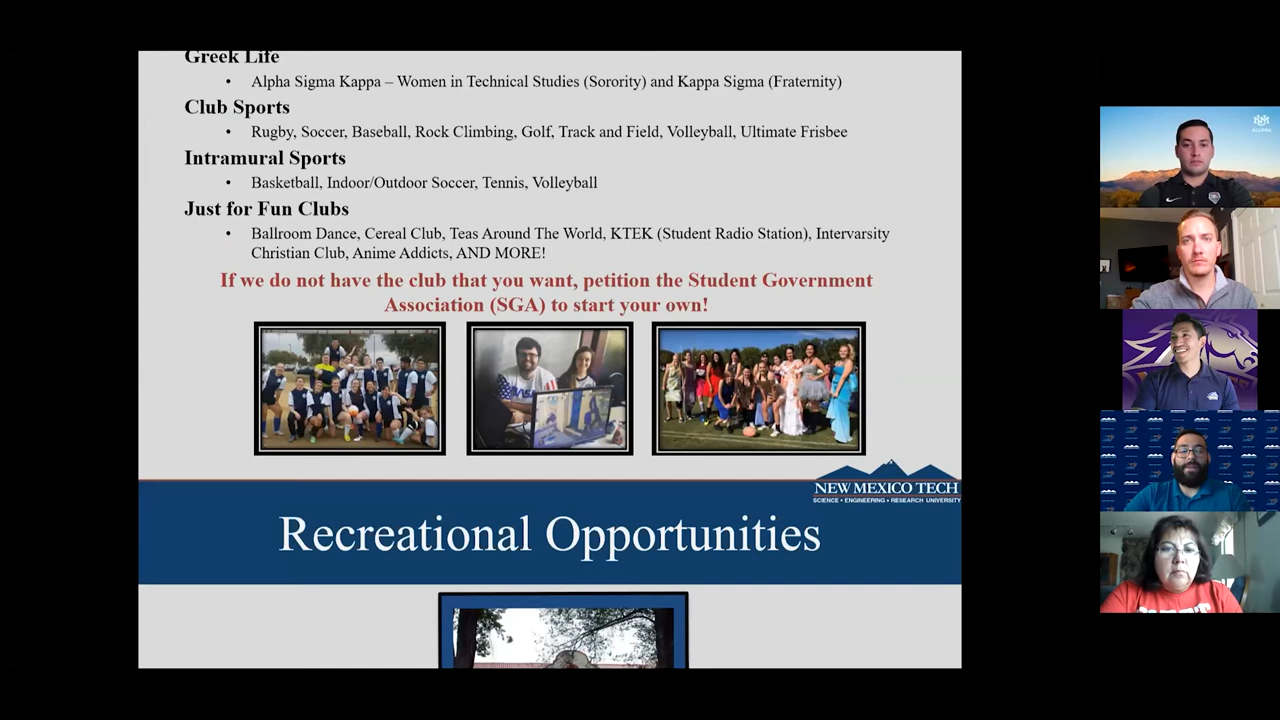 Greek Life
• Alpha Sigma Kappa – Women in Technical Studies (Sorority) and Kappa Sigma (Fraternity)
Club Sports
• Rugby, Soccer, Baseball, Rock Climbing, Golf, Track and Field, Volleyball, Ultimate Frisbee
Intramural Sports
• Basketball, Indoor/Outdoor Soccer, Tennis, Volleyball
Just for Fun Clubs
• Ballroom Dance, Cereal Club, Teas Around The World, KTEK (Student Radio Station), Intervarsity
Christian Club, Anime Addicts, AND MORE!
If we do not have the club that you want, petition the Student Government
Association (SGA) to start your own!
NEW MEXICO TECH
SCIENCE • ENGINEERING • RESEARCH UNIVERSITY
Recreational Opportunities
ALUMNI